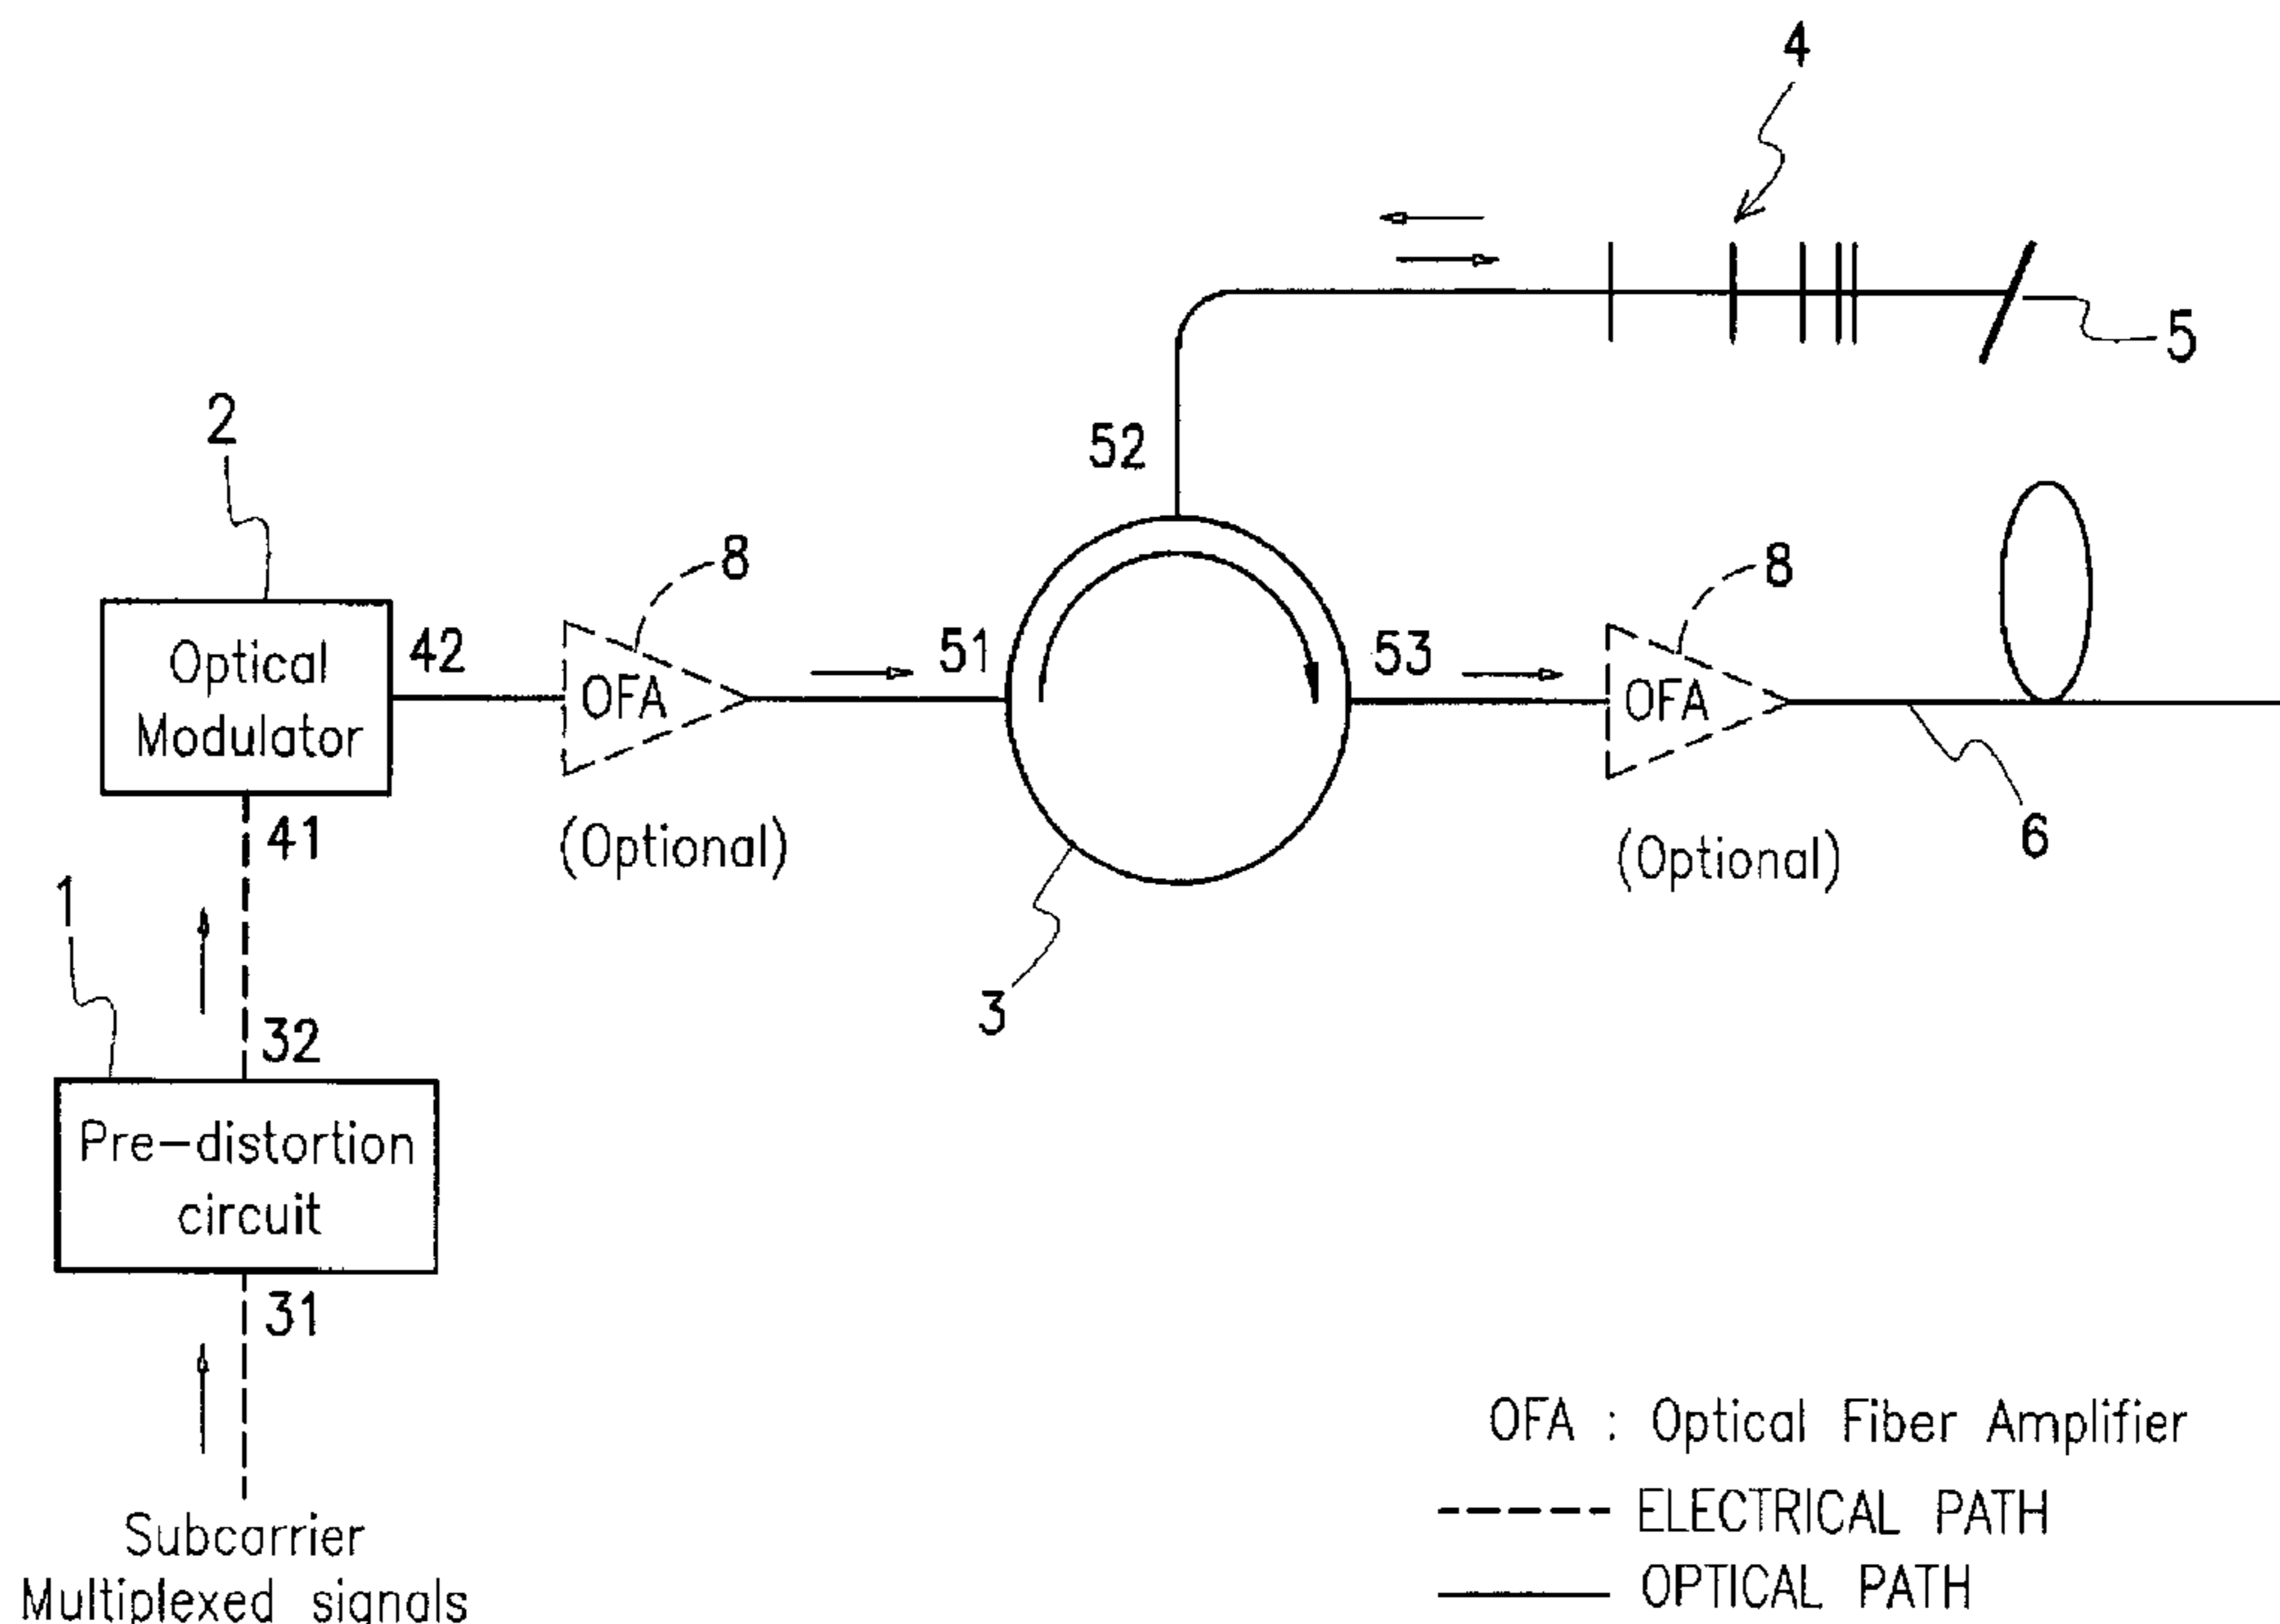 4
5
2
52
8
8
Optical
Modulator
42
OFA
51
53
OFA
41
(Optional)
(Optional)
6
1
3
32
Pre-distortion
circuit
31
Subcarrier
Multiplexed signals
OFA : Optical Fiber Amplifier
ELECTRICAL PATH
OPTICAL PATH